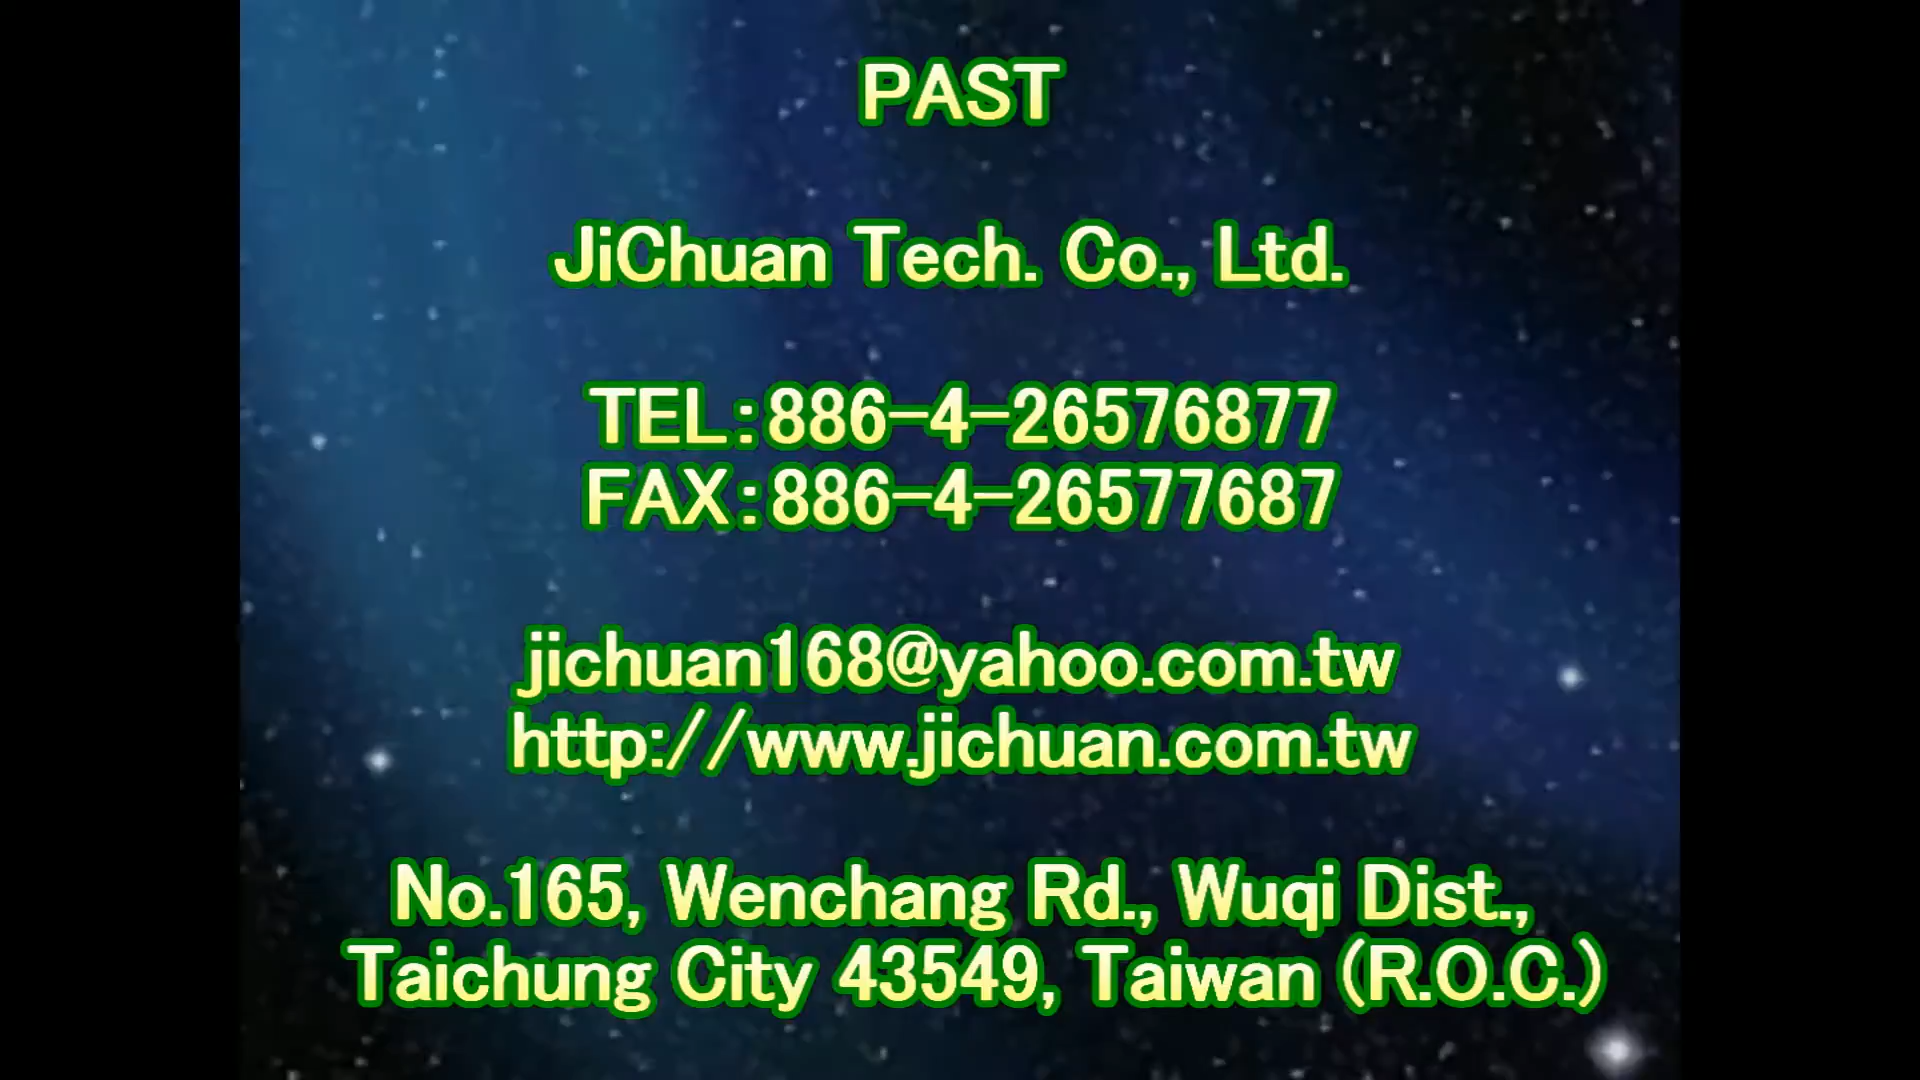 PAST
JiChuan Tech. Co., Ltd.
TEL:886-4-26576877
FAX:886-4-26577687
jichuan168@yahoo.com.tw
http://www.jichuan.com.tw
No.165, Wenchang Rd., Wuqi Dist.,
Taichung City 43549, Taiwan (R.O.C.)